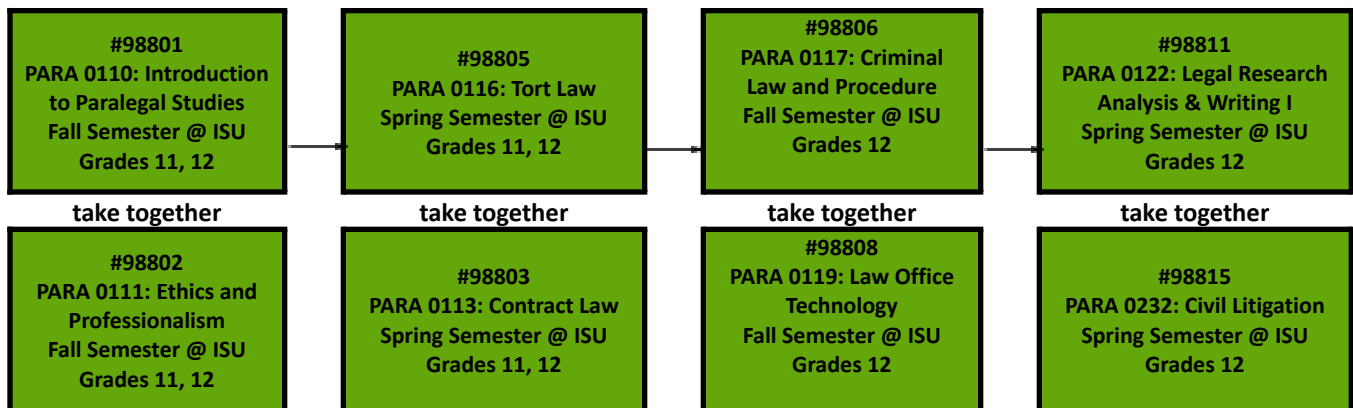 #98801
PARA 0110: Introduction
to Paralegal Studies
Fall Semester @ ISU
Grades 11, 12
#98805
PARA 0116: Tort Law
Spring Semester @ ISU
Grades 11, 12
#98806
PARA 0117: Criminal
Law and Procedure
Fall Semester @ ISU
Grades 12
#98811
PARA 0122: Legal Research
Analysis & Writing I
Spring Semester @ ISU
Grades 12
take together
take together
take together
take together
#98802
PARA 0111: Ethics and
Professionalism
Fall Semester @ ISU
Grades 11, 12
#98803
PARA 0113: Contract Law
Spring Semester @ ISU
Grades 11, 12
#98808
PARA 0119: Law Office
Technology
Fall Semester @ ISU
Grades 12
#98815
PARA 0232: Civil Litigation
Spring Semester @ ISU
Grades 12